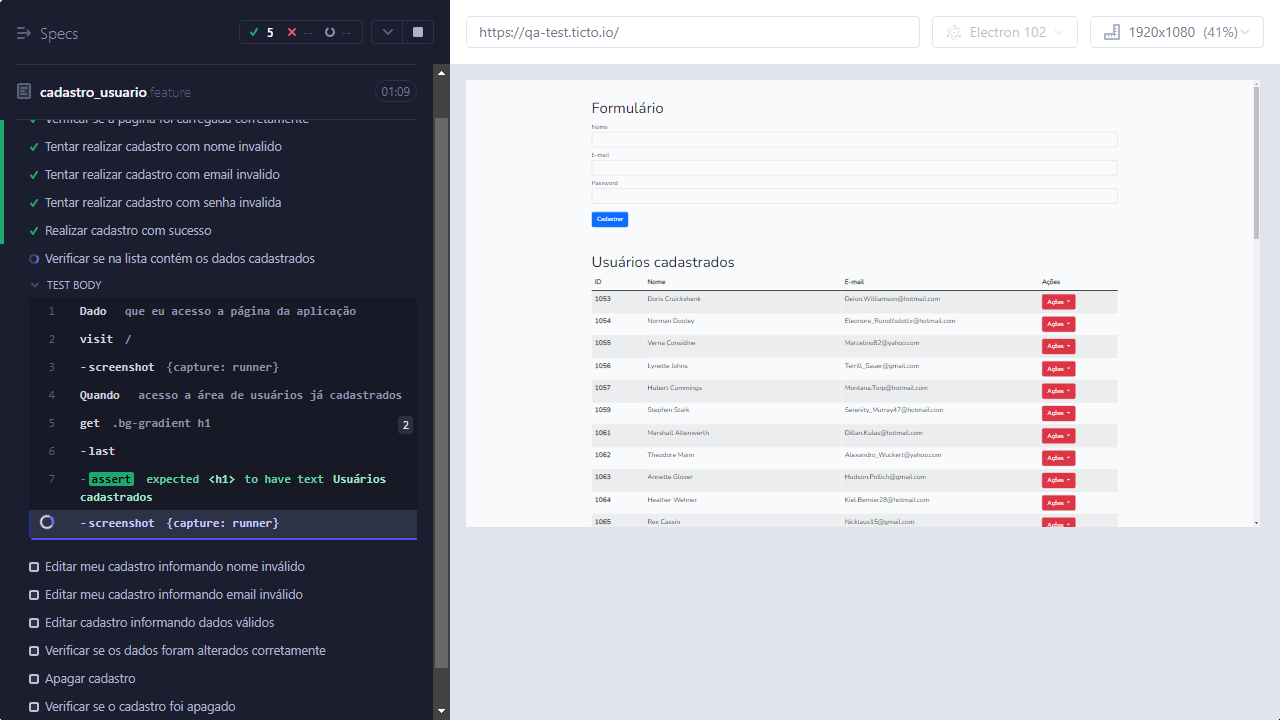 Specs
5
--
--
cadastro_usuario.feature
01:09
Verificar se a página foi carregada corretamente
Tentar realizar cadastro com nome invalido
Tentar realizar cadastro com email invalido
Tentar realizar cadastro com senha invalida
Realizar cadastro com sucesso
Verificar se na lista contém os dados cadastrados
TEST BODY
1 Dado que eu acesso a página da aplicação
2 visit /
3 -screenshot {capture: runner}
4 Quando acesso a área de usuários já cadastrados
5 get .bg-gradient h1 2
6 -last
7 -assert expected <h1> to have text Usuários
cadastrados
-screenshot {capture: runner}
Editar meu cadastro informando nome inválido
Editar meu cadastro informando email inválido
Editar cadastro informando dados válidos
Verificar se os dados foram alterados corretamente
Apagar cadastro
Verificar se o cadastro foi apagado
https://qa-test.ticto.io/
Electron 102
1920x1080 (41%)
Formulário
Nome
E-mail
Password
Cadastrar
Usuários cadastrados
ID Nome E-mail Ações
1053 Doris Cruickshank Deion.Williamson@hotmail.com Ações
1054 Norman Dooley Eleonore_Runolfsdottir@hotmail.com Ações
1055 Verna Considine Marcelino82@yahoo.com Ações
1056 Lynette Johns Terrill_Sauer@gmail.com Ações
1057 Hubert Cummings Montana.Torp@hotmail.com Ações
1059 Stephen Stark Serenity_Murray47@hotmail.com Ações
1061 Marshall Altenwerth Dillan.Kulas@hotmail.com Ações
1062 Theodore Mann Alexandro_Wuckert@yahoo.com Ações
1063 Annette Glover Hudson.Pollich@gmail.com Ações
1064 Heather Wehner Kiel.Bernier28@hotmail.com Ações
1065 Rex Cassin Nicklaus15@gmail.com Ações